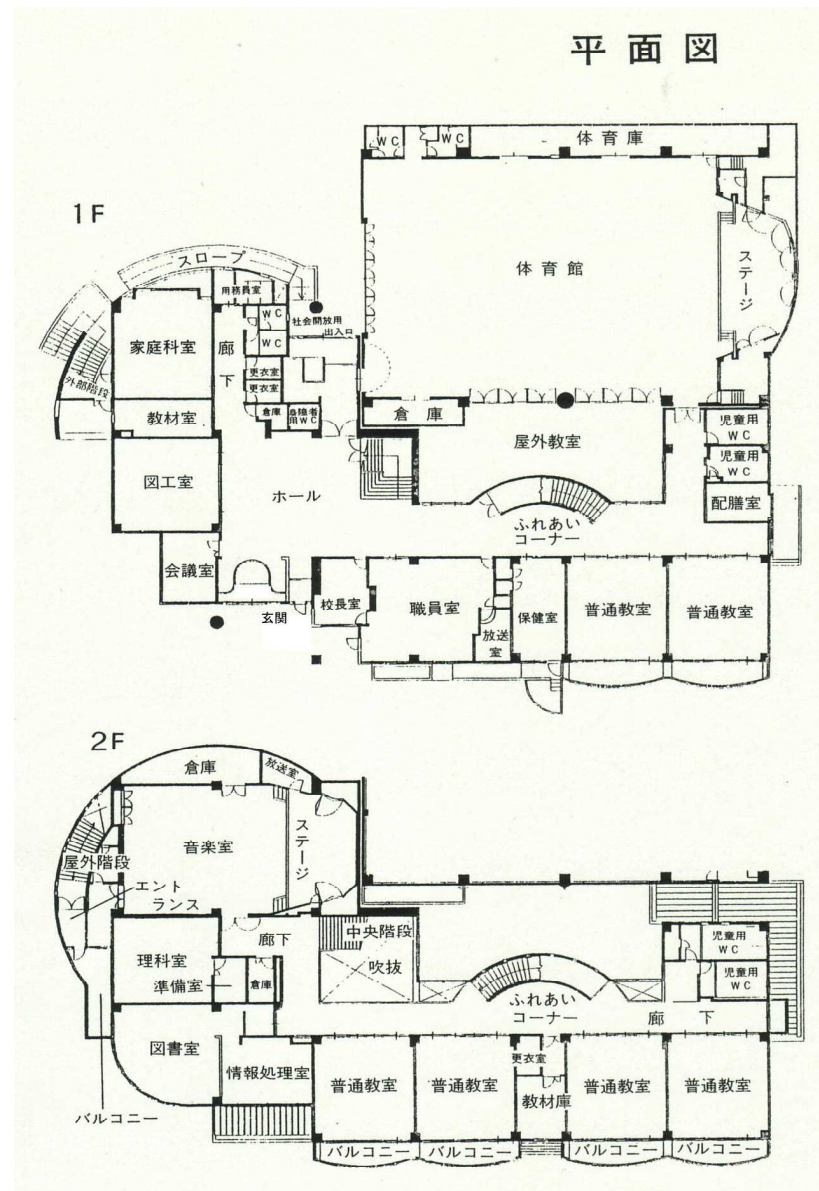 平面図
1F
WC
WC
体育庫
体育館
ステージ
スロープ
用務員室
WC
WC
社会開放用
出入口
家庭科室
廊下
更衣室
更衣室
外部階段
教材室
倉庫
用WC
倉庫
児童用
WC
屋外教室
児童用
WC
図工室
ホール
配膳室
ふれあい
コーナー
会議室
玄関
校長室
職員室
放送室
保健室
普通教室
普通教室
2F
倉庫
放送室
音楽室
ステージ
屋外階段
エント
ランス
廊下
中央階段
吹抜
児童用
WC
理科室
準備室
倉庫
児童用
WC
ふれあい
コーナー
廊下
図書室
情報処理室
普通教室
普通教室
更衣室
教材庫
普通教室
普通教室
バルコニー
バルコニー
バルコニー
バルコニー
バルコニー